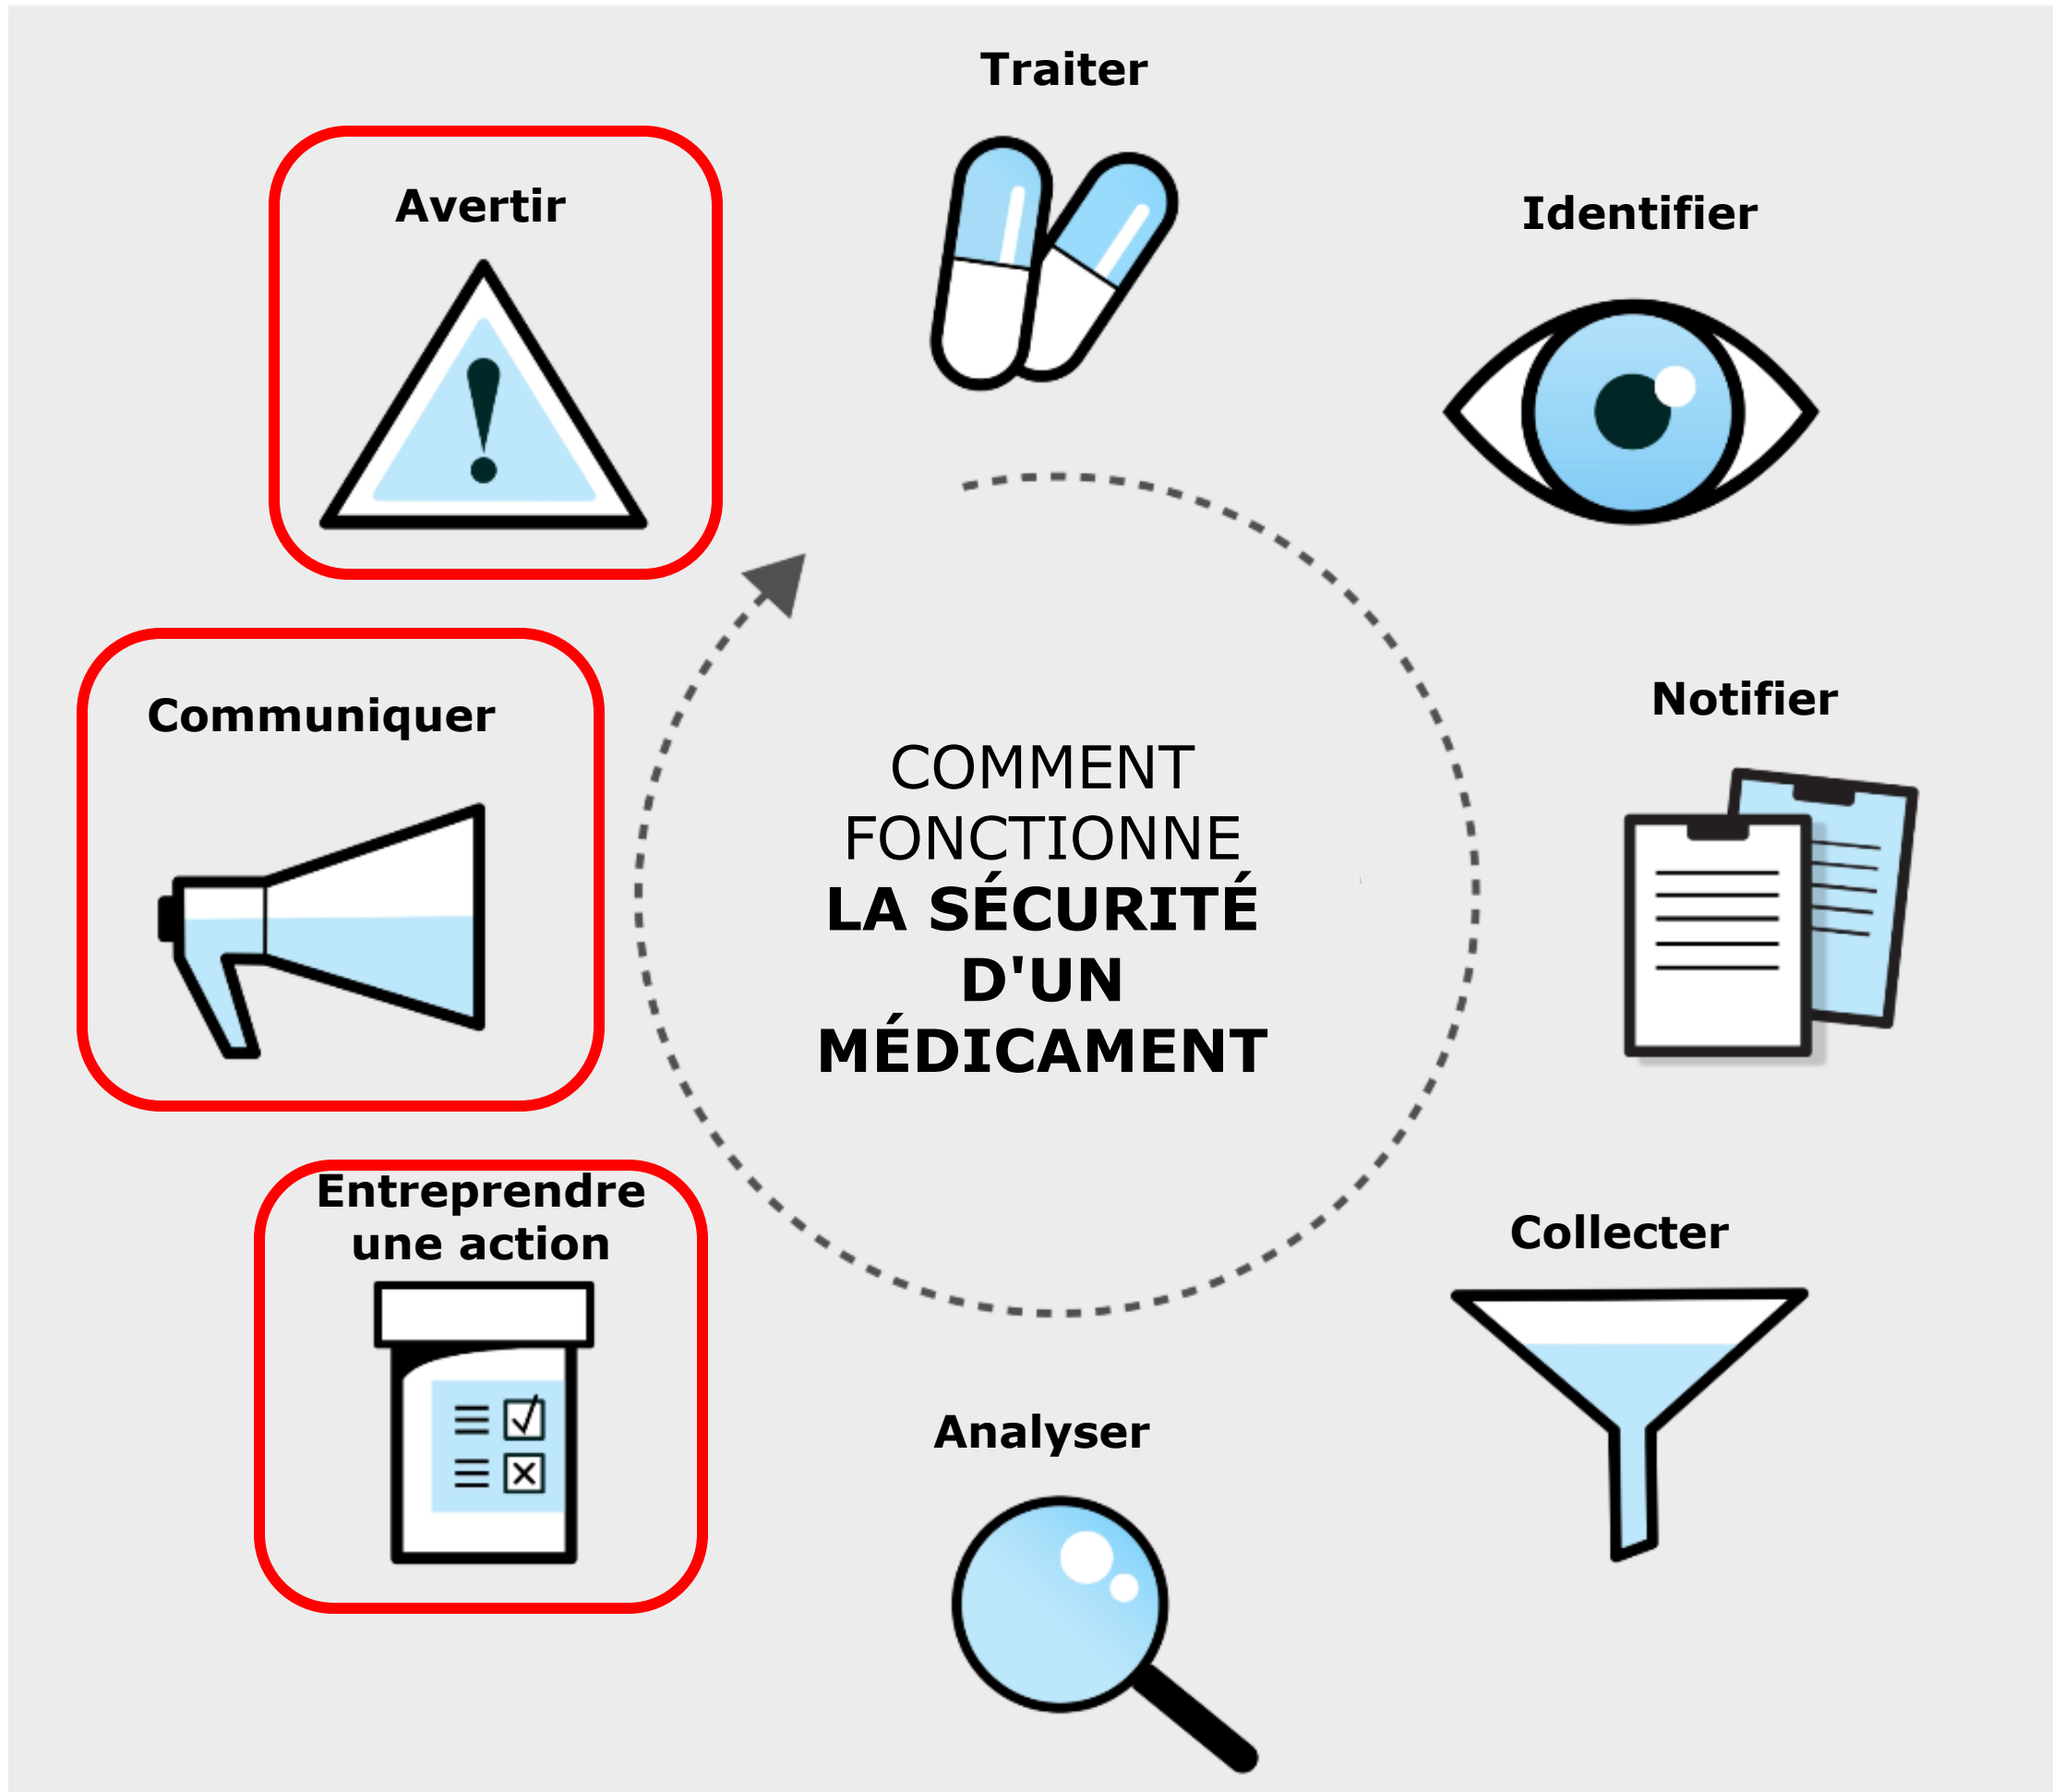 Traiter
Avertir
Identifier
Communiquer
Notifier
COMMENT
FONCTIONNE
LA SÉCURITÉ
D'UN
MÉDICAMENT
Entreprendre
une action
Collecter
Analyser